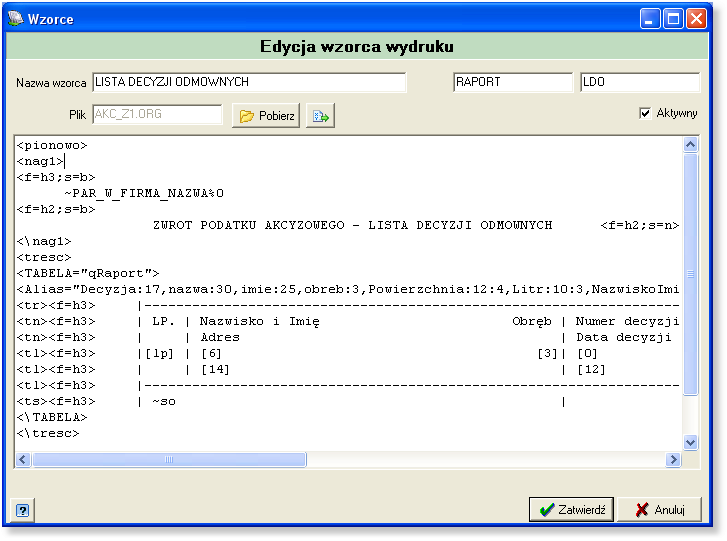 Wzorce
Edycja wzorca wydruku
Nazwa wzorca LISTA DECYZJI ODMOWNYCH RAPORT LDO
Plik AKC_Z1.ORG Pobierz Aktywny
<pionowo>
<nag1>
<f=h3;s=b>
~PAR_W_FIRMA_NAZWA%0
<f=h2;s=b>
ZWROT PODATKU AKCYZOWEGO - LISTA DECYZJI ODMOWNYCH <f=h2;s=n>
<\nag1>
<tresc>
<TABELA="qRaport">
<Alias="Decyzja:17,nazwa:30,imie:25,obreb:3,Powierzchnia:12:4,Litr:10:3,NazwiskoImi
<tr><f=h3> |--------------------------------------------------------------------
<tn><f=h3> | LP. | Nazwisko i Imię Obręb | Numer decyzji
<tn><f=h3> | | Adres | Data decyzji
<tl><f=h3> |[lp] | [6] [3]| [0]
<tl><f=h3> | | [14] | [12]
<tl><f=h3> |--------------------------------------------------------------------
<ts><f=h3> | ~so |
<\TABELA>
<\tresc>
? Zatwierdź Anuluj